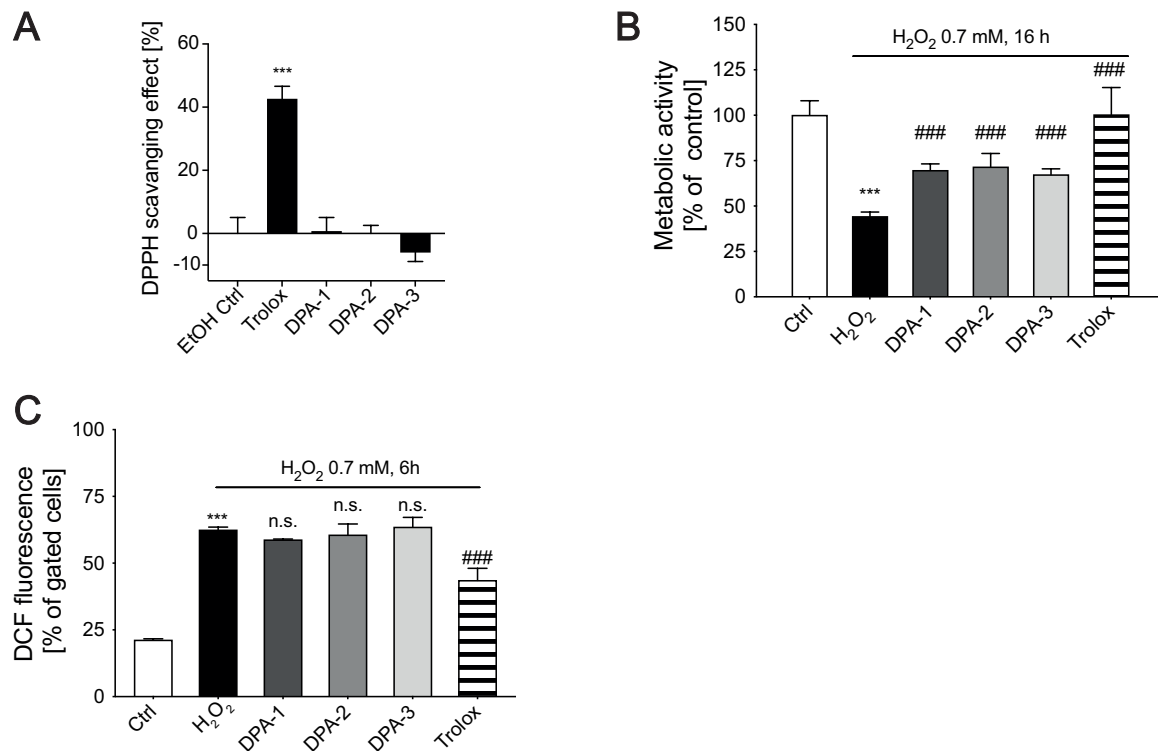 A
DPPH scavanging effect [%]
60
40
20
0
-10
***
EtOH Ctrl
Trolox
DPA-1
DPA-2
DPA-3
B
Metabolic activity
[% of control]
150
125
100
75
50
25
0
H₂O₂ 0.7 mM, 16 h
***
###
###
###
###
Ctrl
H₂O₂
DPA-1
DPA-2
DPA-3
Trolox
C
DCF fluorescence
[% of gated cells]
100
75
50
25
0
H₂O₂ 0.7 mM, 6h
***
n.s.
n.s.
n.s.
###
Ctrl
H₂O₂
DPA-1
DPA-2
DPA-3
Trolox